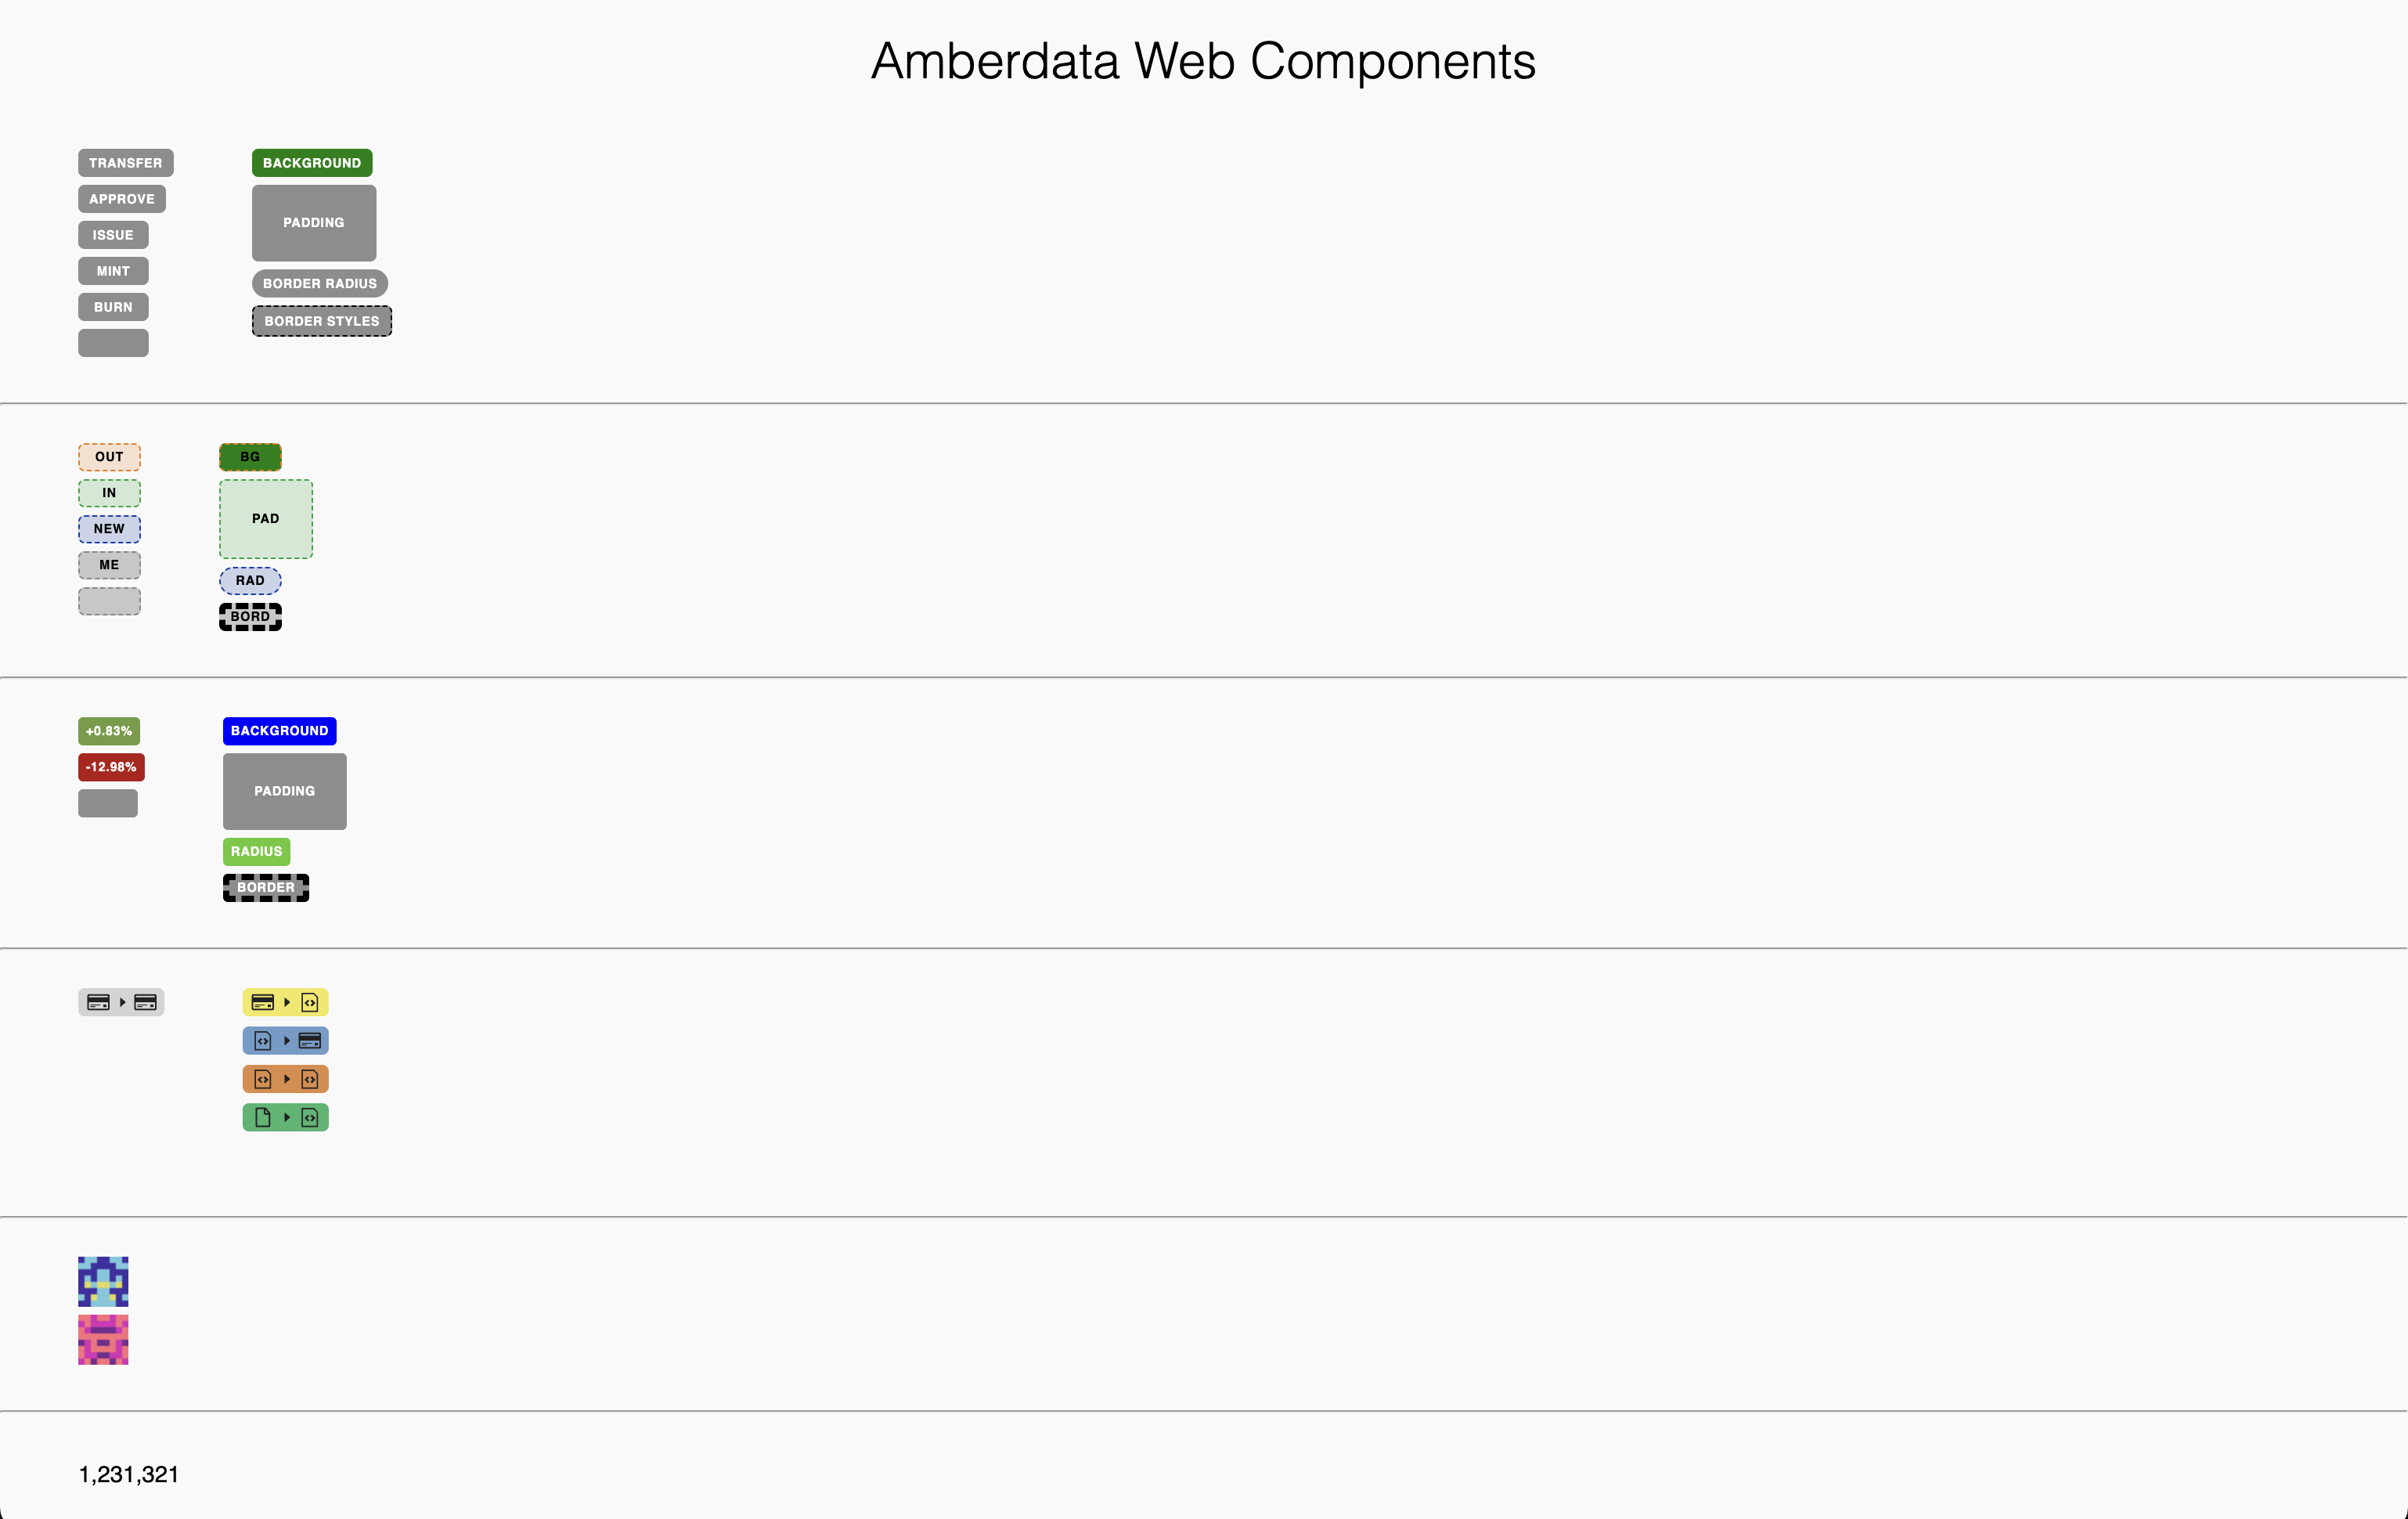 Amberdata Web Components
TRANSFER
APPROVE
ISSUE
MINT
BURN
BACKGROUND
PADDING
BORDER RADIUS
BORDER STYLES
OUT
IN
NEW
ME
BG
PAD
RAD
BORD
+0.83%
-12.98%
BACKGROUND
PADDING
RADIUS
BORDER
1,231,321